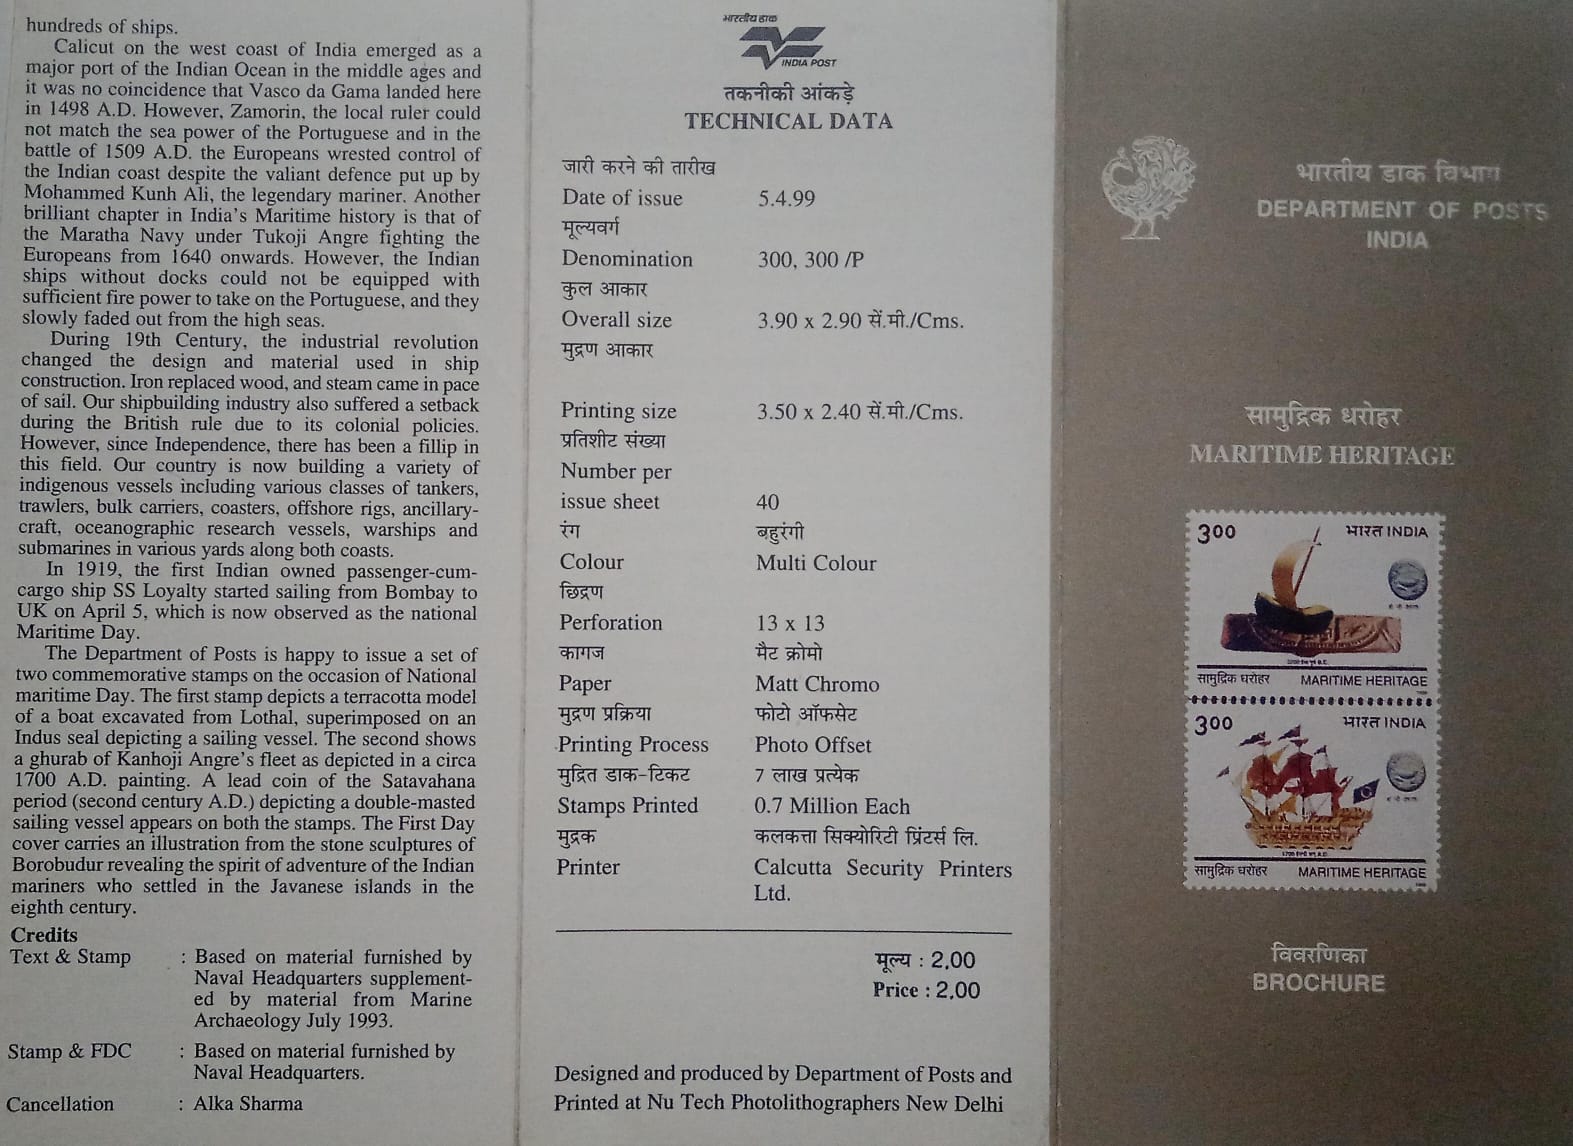 hundreds of ships.
Calicut on the west coast of India emerged as a
major port of the Indian Ocean in the middle ages and
it was no coincidence that Vasco da Gama landed here
in 1498 A.D. However, Zamorin, the local ruler could
not match the sea power of the Portuguese and in the
battle of 1509 A.D. the Europeans wrested control of
the Indian coast despite the valiant defence put up by
Mohammed Kunh Ali, the legendary mariner. Another
brilliant chapter in India's Maritime history is that of
the Maratha Navy under Tukoji Angre fighting the
Europeans from 1640 onwards. However, the Indian
ships without docks could not be equipped with
sufficient fire power to take on the Portuguese, and they
slowly faded out from the high seas.
During 19th Century, the industrial revolution
changed the design and material used in ship
construction. Iron replaced wood, and steam came in pace
of sail. Our shipbuilding industry also suffered a setback
during the British rule due to its colonial policies.
However, since Independence, there has been a fillip in
this field. Our country is now building a variety of
indigenous vessels including various classes of tankers,
trawlers, bulk carriers, coasters, offshore rigs, ancillary-
craft, oceanographic research vessels, warships and
submarines in various yards along both coasts.
In 1919, the first Indian owned passenger-cum-
cargo ship SS Loyalty started sailing from Bombay to
UK on April 5, which is now observed as the national
Maritime Day.
The Department of Posts is happy to issue a set of
two commemorative stamps on the occasion of National
maritime Day. The first stamp depicts a terracotta model
of a boat excavated from Lothal, superimposed on an
Indus seal depicting a sailing vessel. The second shows
a ghurab of Kanhoji Angre's fleet as depicted in a circa
1700 A.D. painting. A lead coin of the Satavahana
period (second century A.D.) depicting a double-masted
sailing vessel appears on both the stamps. The First Day
cover carries an illustration from the stone sculptures of
Borobudur revealing the spirit of adventure of the Indian
mariners who settled in the Javanese islands in the
eighth century.
Credits
Text & Stamp : Based on material furnished by
Naval Headquarters supplement-
ed by material from Marine
Archaeology July 1993.
Stamp & FDC : Based on material furnished by
Naval Headquarters.
Cancellation : Alka Sharma
भारतीय डाक
INDIA POST
तकनीकी आंकड़े
TECHNICAL DATA
जारी करने की तारीख
Date of issue 5.4.99
मूल्यवर्ग
Denomination 300, 300 /P
कुल आकार
Overall size 3.90 x 2.90 सें.मी./Cms.
मुद्रण आकार
Printing size 3.50 x 2.40 सें.मी./Cms.
प्रतिशीट संख्या
Number per
issue sheet 40
रंग बहुरंगी
Colour Multi Colour
छिद्रण
Perforation 13 x 13
कागज मैट क्रोमो
Paper Matt Chromo
मुद्रण प्रक्रिया फोटो ऑफसेट
Printing Process Photo Offset
मुद्रित डाक-टिकट 7 लाख प्रत्येक
Stamps Printed 0.7 Million Each
मुद्रक कलकत्ता सिक्योरिटी प्रिंटर्स लि.
Printer Calcutta Security Printers
Ltd.
मूल्य : 2.00
Price : 2.00
Designed and produced by Department of Posts and
Printed at Nu Tech Photolithographers New Delhi
भारतीय डाक विभाग
DEPARTMENT OF POSTS
INDIA
सामुद्रिक धरोहर
MARITIME HERITAGE
300 भारत INDIA
सामुद्रिक धरोहर MARITIME HERITAGE
300 भारत INDIA
सामुद्रिक धरोहर MARITIME HERITAGE
विवरणिका
BROCHURE